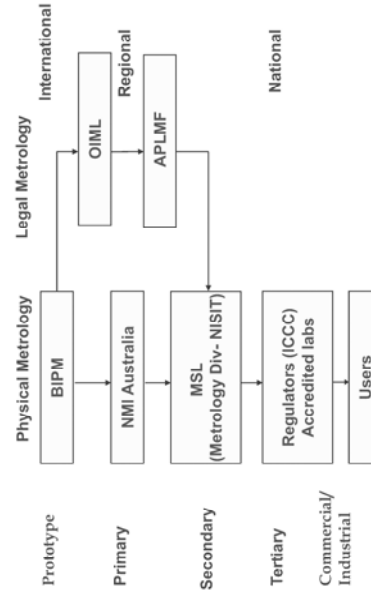 Physical Metrology
Legal Metrology
Prototype
BIPM
International
OIML
Primary
NMI Australia
Regional
APLMF
Secondary
MSL
(Metrology Div- NISIT)
Tertiary
Regulators (ICCC)
Accredited labs
National
Commercial/
Industrial
Users